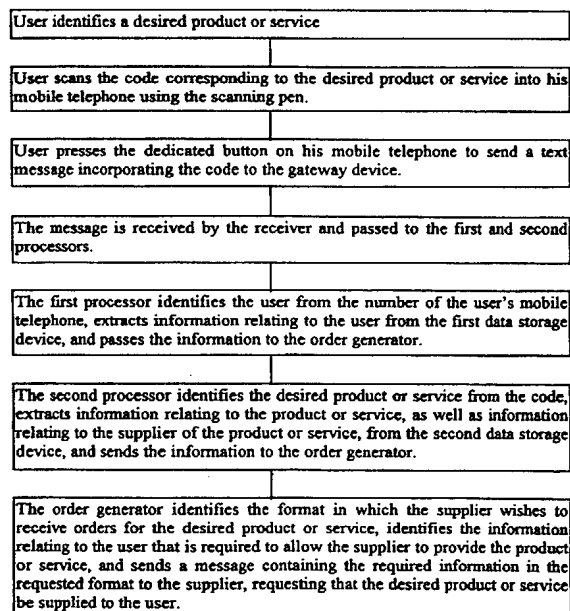 User identifies a desired product or service
User scans the code corresponding to the desired product or service into his
mobile telephone using the scanning pen.
User presses the dedicated button on his mobile telephone to send a text
message incorporating the code to the gateway device.
The message is received by the receiver and passed to the first and second
processors.
The first processor identifies the user from the number of the user's mobile
telephone, extracts information relating to the user from the first data storage
device, and passes the information to the order generator.
The second processor identifies the desired product or service from the code,
extracts information relating to the product or service, as well as information
relating to the supplier of the product or service, from the second data storage
device, and sends the information to the order generator.
The order generator identifies the format in which the supplier wishes to
receive orders for the desired product or service, identifies the information
relating to the user that is required to allow the supplier to provide the product
or service, and sends a message containing the required information in the
requested format to the supplier, requesting that the desired product or service
be supplied to the user.